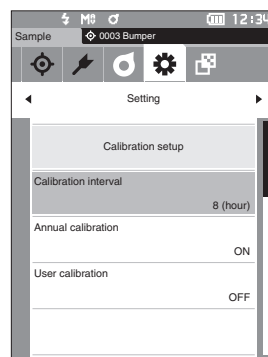 M 12:34
Sample 0003 Bumper
Setting
Calibration setup
Calibration interval
8 (hour)
Annual calibration
ON
User calibration
OFF